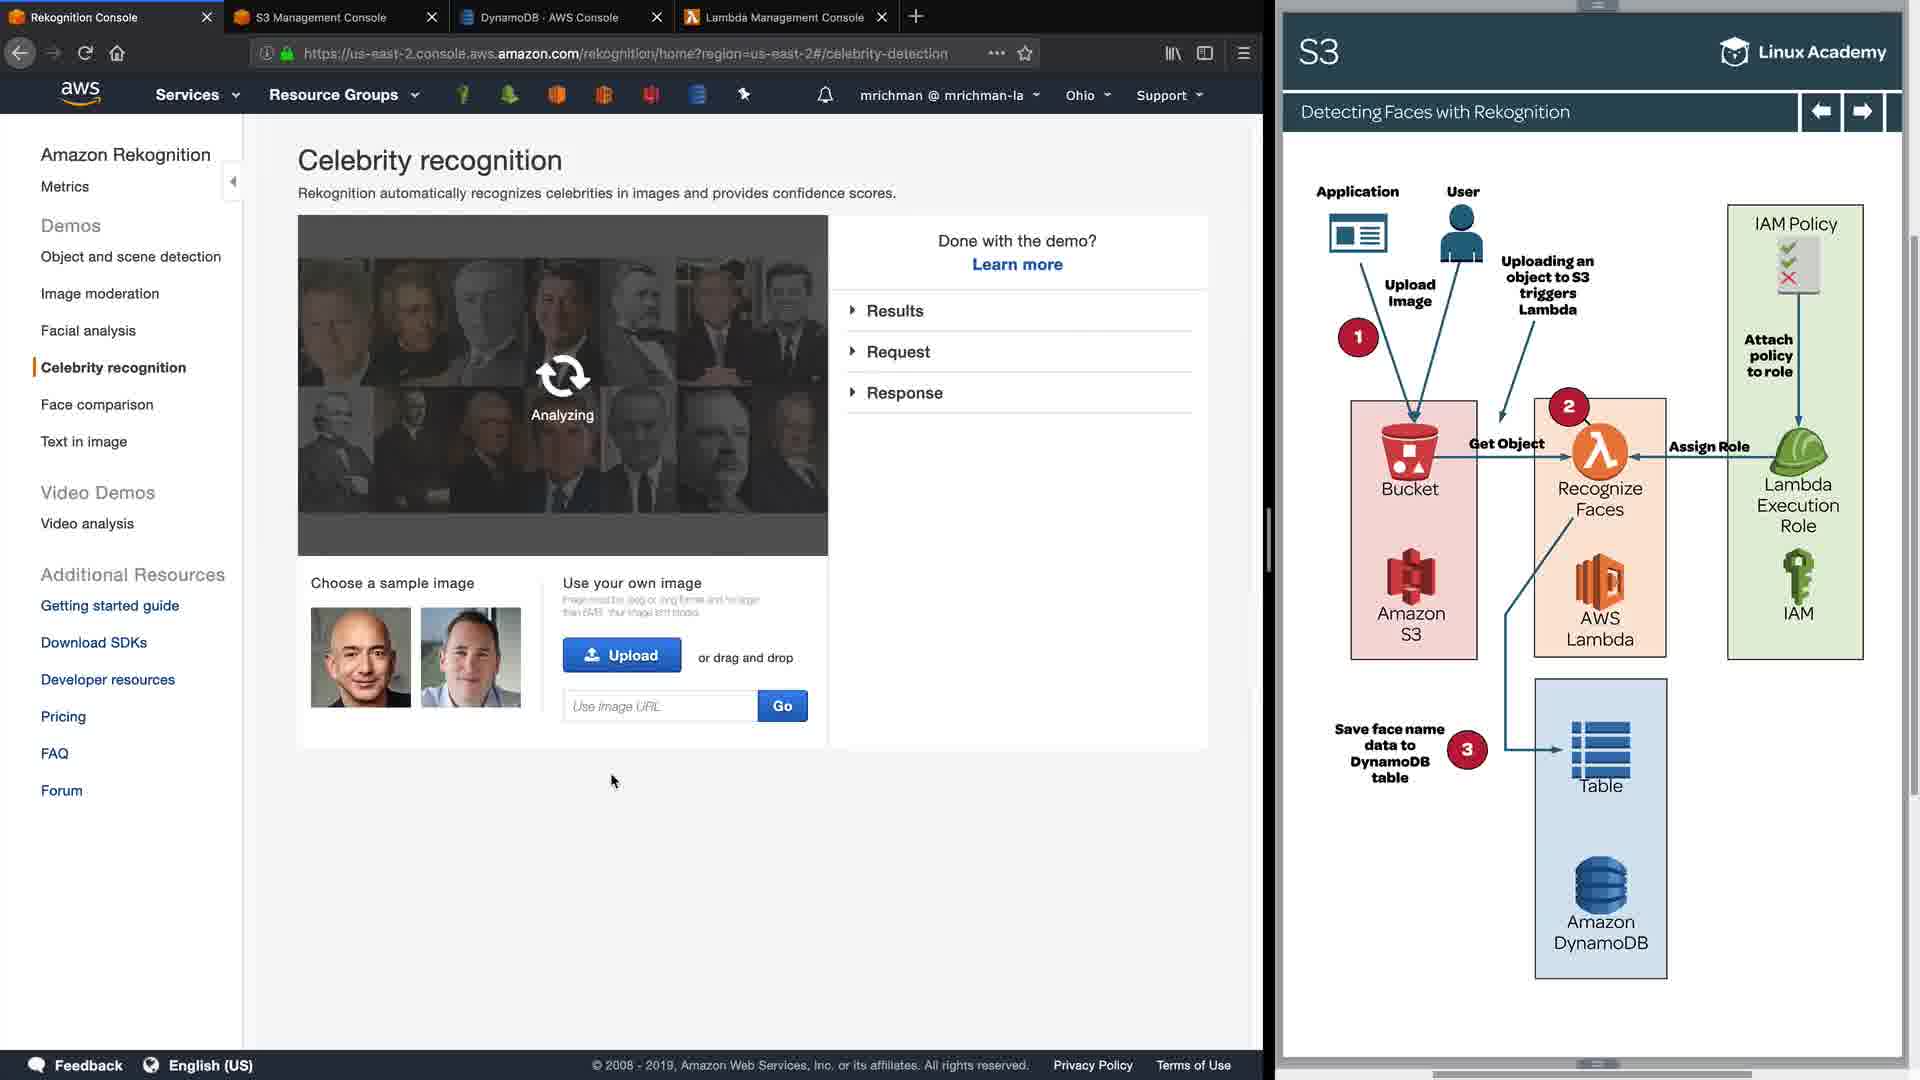 Rekognition Console
S3 Management Console
DynamoDB · AWS Console
Lambda Management Console
https://us-east-2.console.aws.amazon.com/rekognition/home?region=us-east-2#/celebrity-detection
aws
Services
Resource Groups
mrichman @ mrichman-la
Ohio
Support
Amazon Rekognition
Metrics
Demos
Object and scene detection
Image moderation
Facial analysis
Celebrity recognition
Face comparison
Text in image
Video Demos
Video analysis
Additional Resources
Getting started guide
Download SDKs
Developer resources
Pricing
FAQ
Forum
Celebrity recognition
Rekognition automatically recognizes celebrities in images and provides confidence scores.
Analyzing
Choose a sample image
Use your own image
Upload
or drag and drop
Use image URL
Go
Done with the demo?
Learn more
Results
Request
Response
Feedback
English (US)
© 2008 - 2019, Amazon Web Services, Inc. or its affiliates. All rights reserved.
Privacy Policy
Terms of Use
S3
Linux Academy
Detecting Faces with Rekognition
Application
User
Upload
Image
Uploading an
object to S3
triggers
Lambda
IAM Policy
Attach
policy
to role
1
2
Get Object
Assign Role
Bucket
Recognize
Faces
Lambda
Execution
Role
Amazon
S3
AWS
Lambda
IAM
Save face name
data to
DynamoDB
table
3
Table
Amazon
DynamoDB